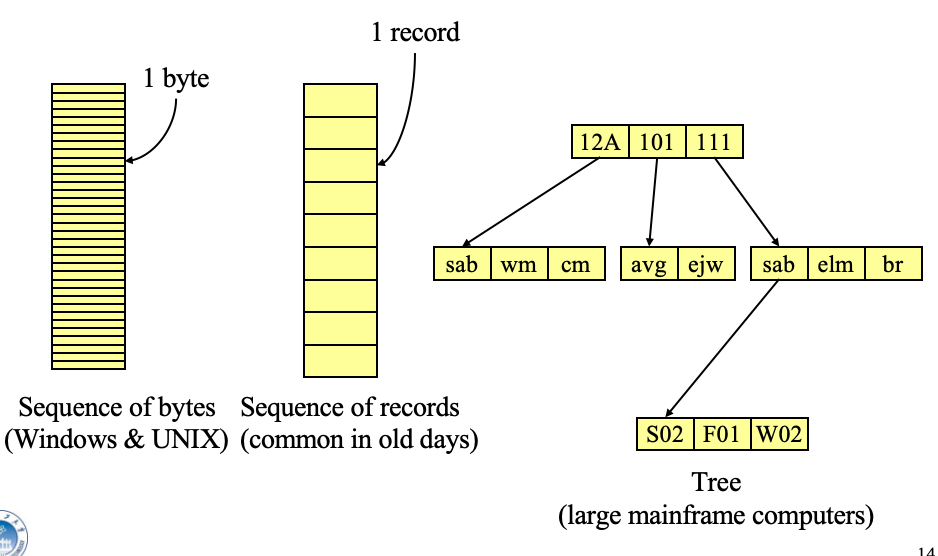 1 record
1 byte
12A 101 111
sab wm cm avg ejw sab elm br
S02 F01 W02
Sequence of bytes
(Windows & UNIX)
Sequence of records
(common in old days)
Tree
(large mainframe computers)
14